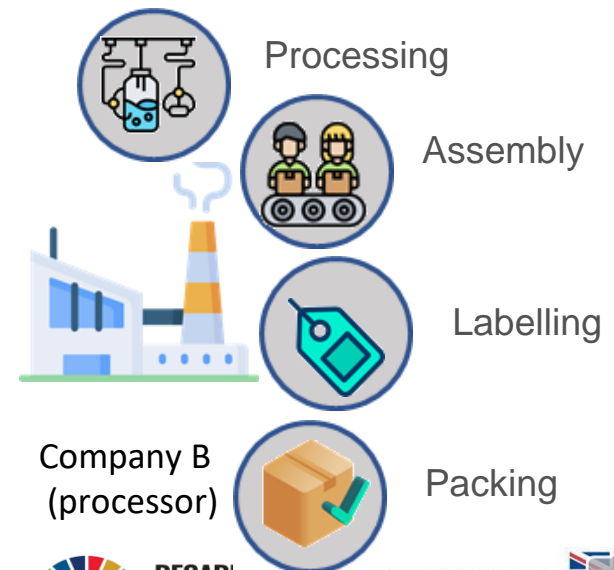 Processing
Assembly
Labelling
Company B
(processor)
Packing